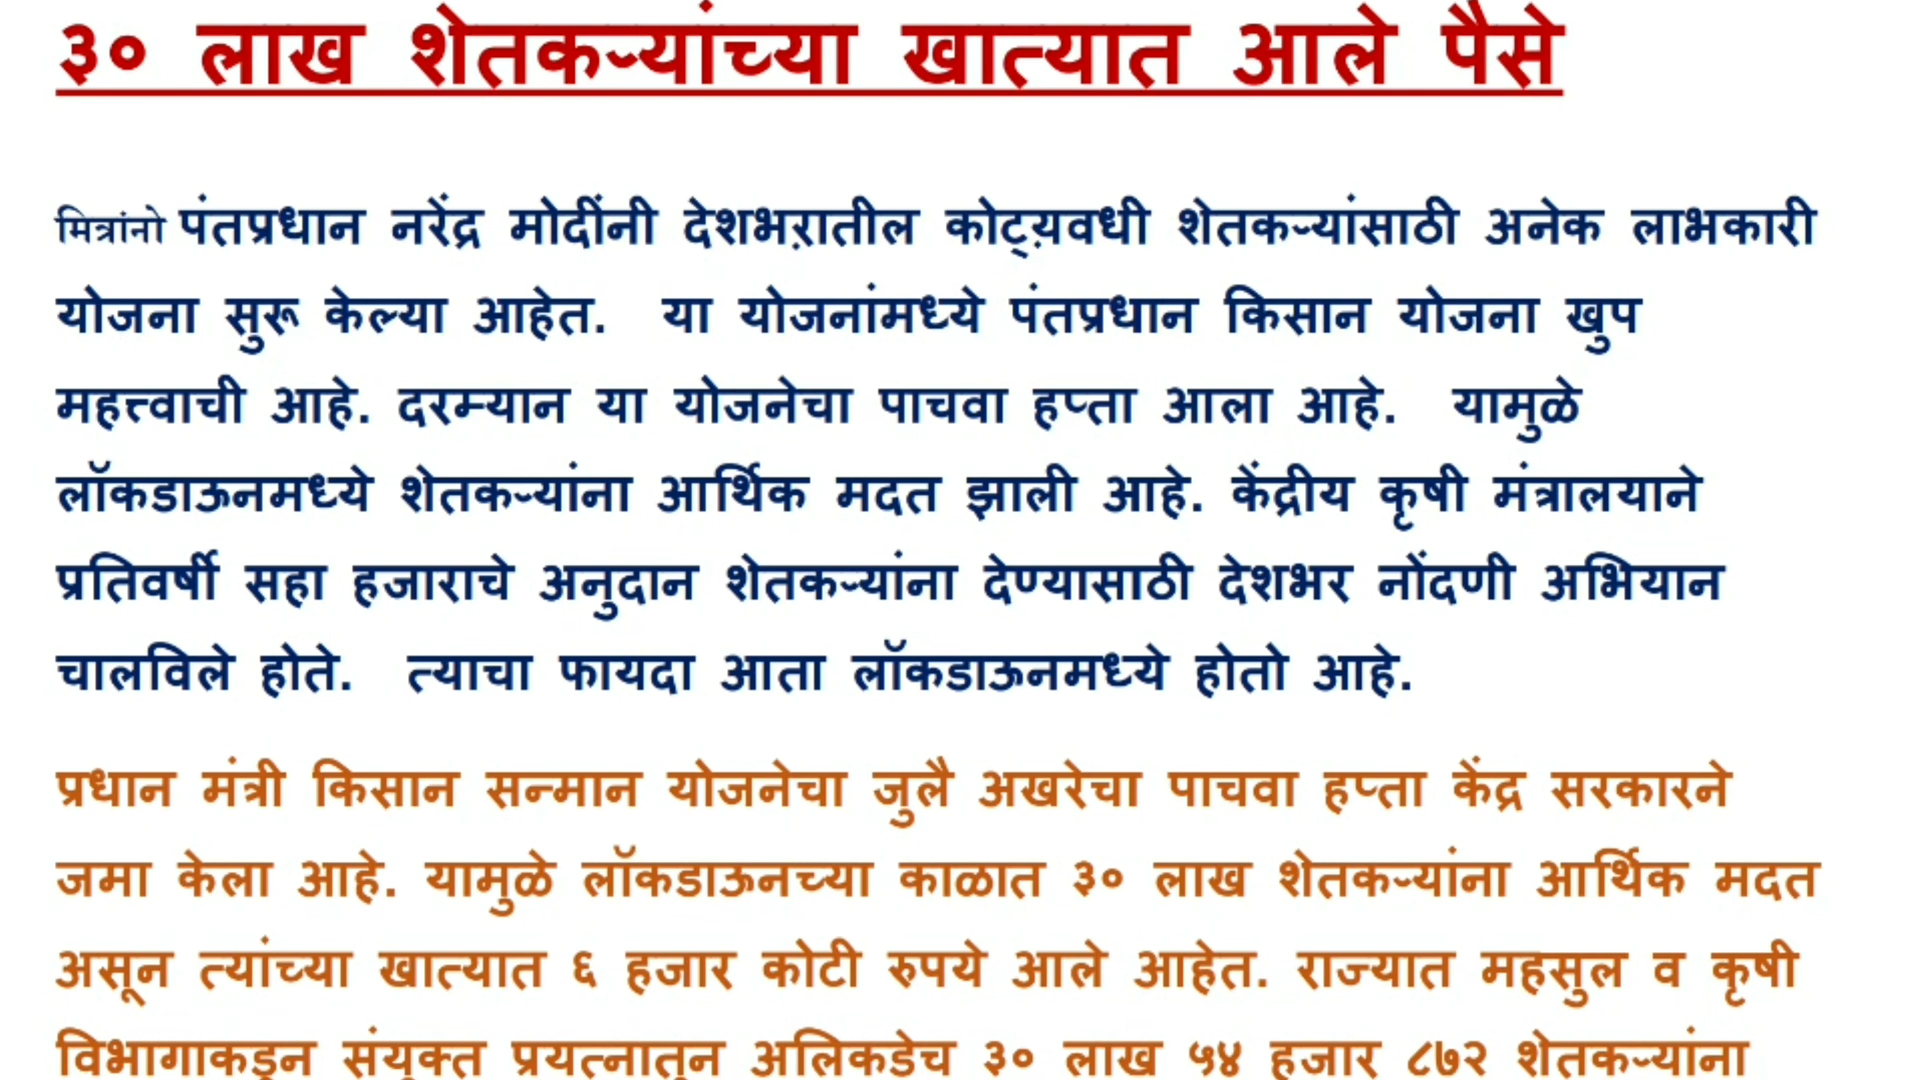 ३० लाख शेतकऱ्यांच्या खात्यात आले पैसे
मित्रांनो पंतप्रधान नरेंद्र मोदींनी देशभऱातील कोट्य़वधी शेतकऱ्यांसाठी अनेक लाभकारी
योजना सुरू केल्या आहेत. या योजनांमध्ये पंतप्रधान किसान योजना खुप
महत्त्वाची आहे. दरम्यान या योजनेचा पाचवा हप्ता आला आहे. यामुळे
लॉकडाऊनमध्ये शेतकऱ्यांना आर्थिक मदत झाली आहे. केंद्रीय कृषी मंत्रालयाने
प्रतिवर्षी सहा हजाराचे अनुदान शेतकऱ्यांना देण्यासाठी देशभर नोंदणी अभियान
चालविले होते. त्याचा फायदा आता लॉकडाऊनमध्ये होतो आहे.
प्रधान मंत्री किसान सन्मान योजनेचा जुलै अखरेचा पाचवा हप्ता केंद्र सरकारने
जमा केला आहे. यामुळे लॉकडाऊनच्या काळात ३० लाख शेतकऱ्यांना आर्थिक मदत
असून त्यांच्या खात्यात ६ हजार कोटी रुपये आले आहेत. राज्यात महसुल व कृषी
विभागाकडून संयुक्त प्रयत्नातुन अलिकडेच ३० लाख ५४ हजार ८७२ शेतकऱ्यांना